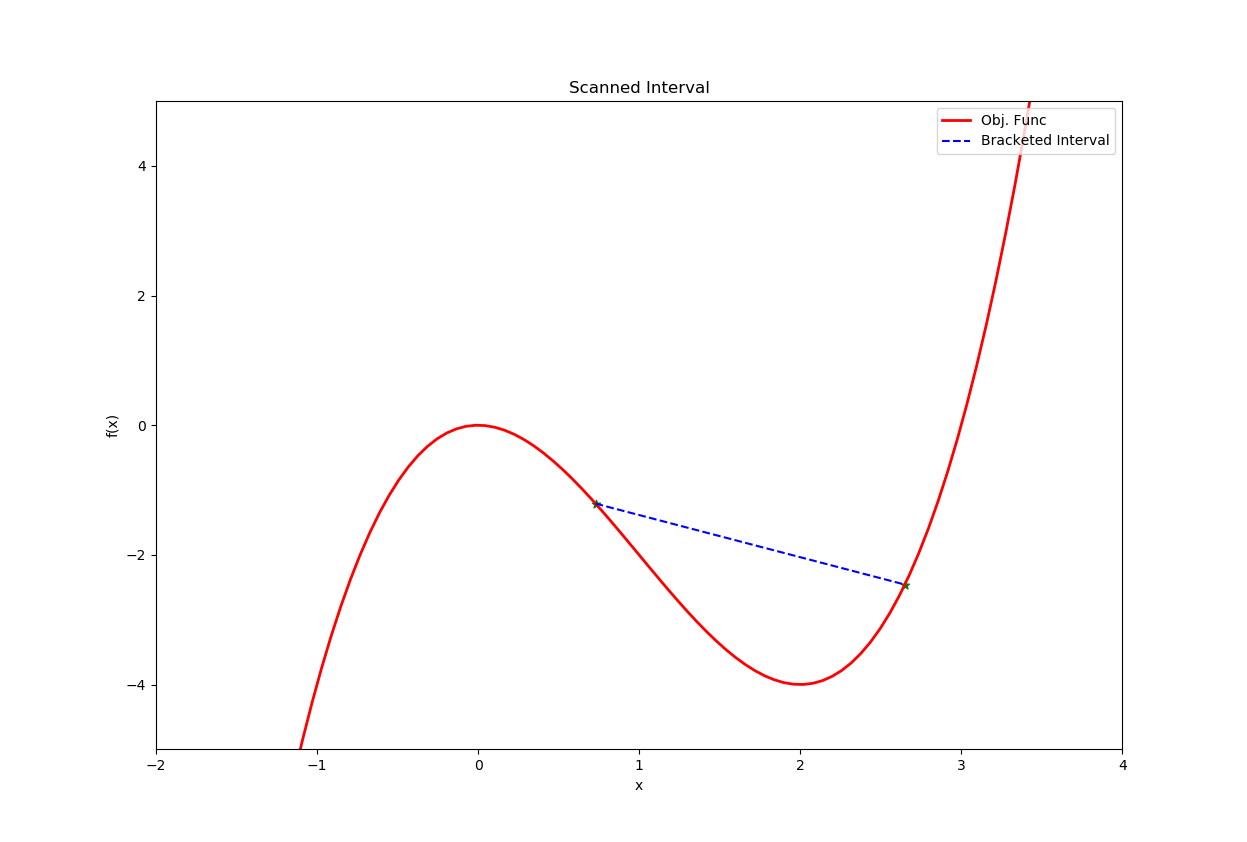 Scanned Interval
Obj. Func
Bracketed Interval
4
2
0
−2
−4
f(x)
−2
−1
0
1
2
3
4
x